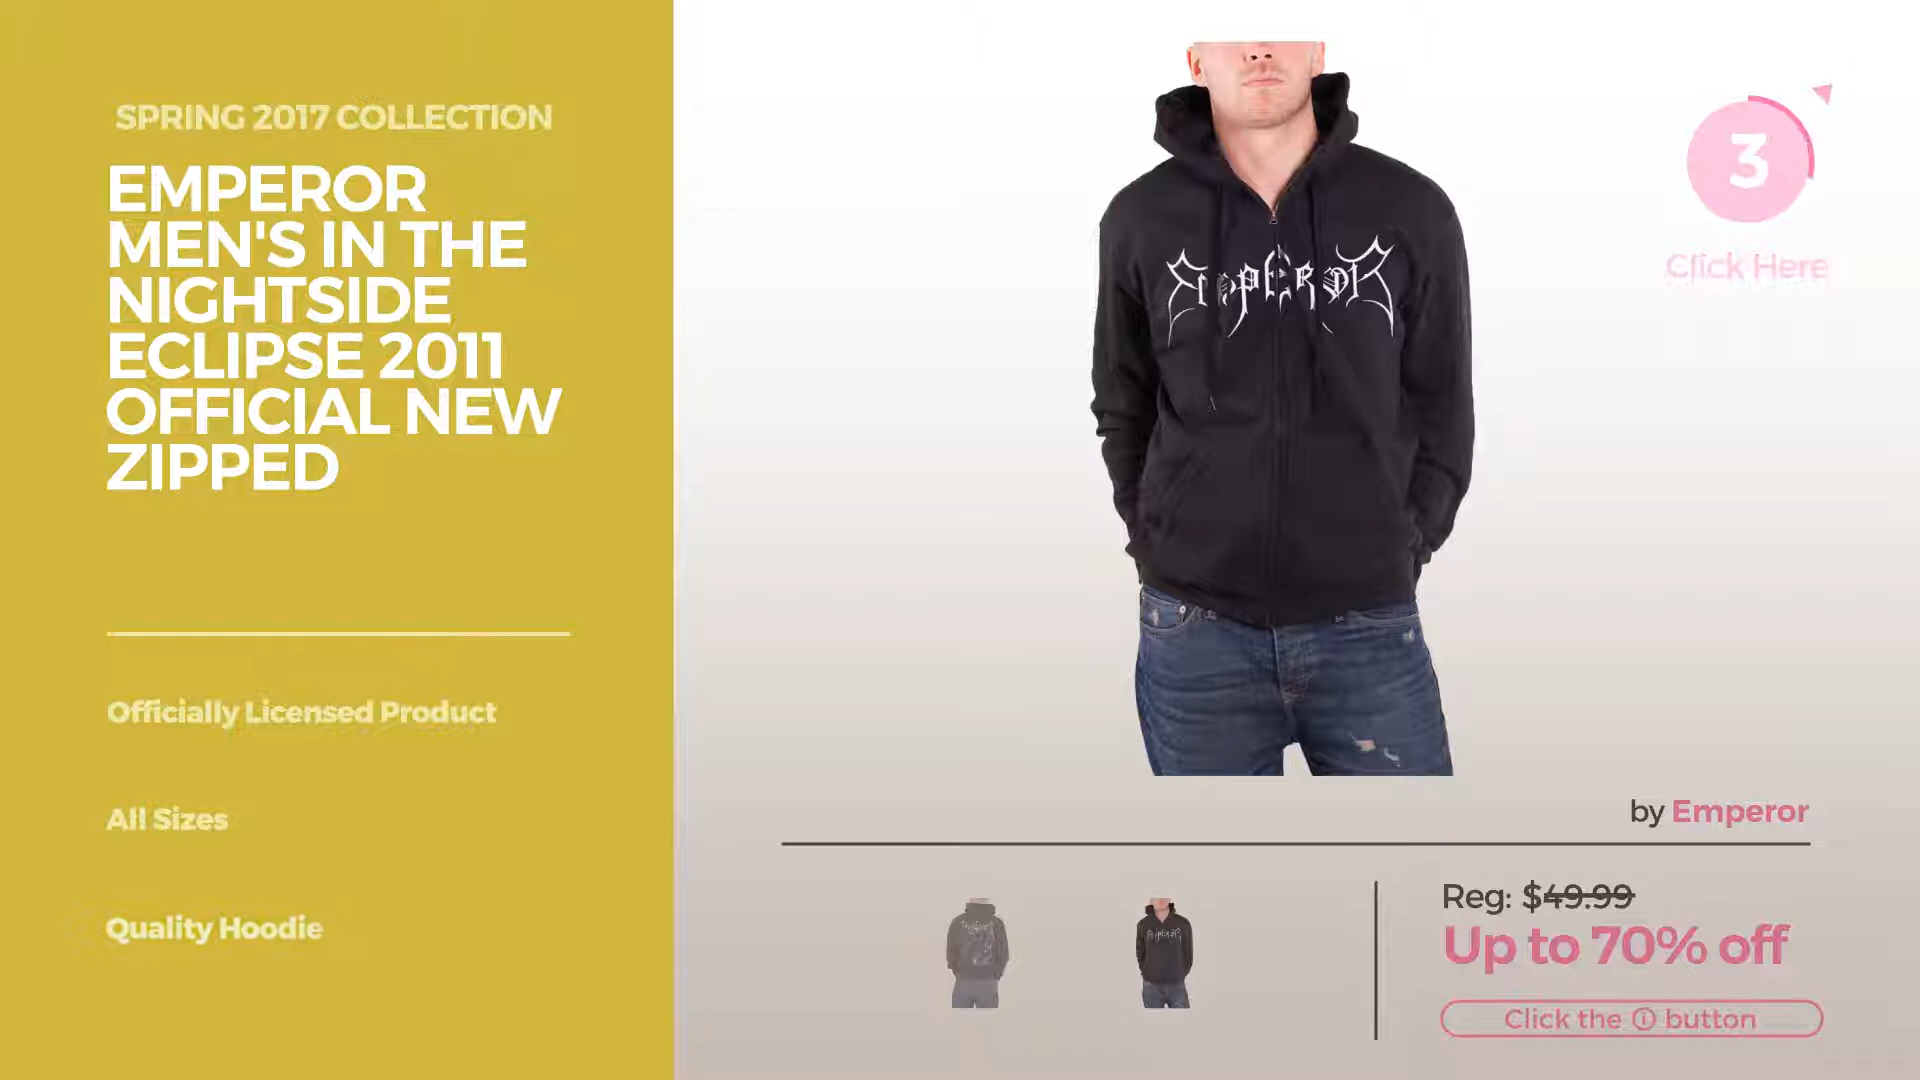 SPRING 2017 COLLECTION
EMPEROR
MEN'S IN THE
NIGHTSIDE
ECLIPSE 2011
OFFICIAL NEW
ZIPPED
Officially Licensed Product
All Sizes
Quality Hoodie
EMPEROR
3
Click Here
by Emperor
Reg: $49.99
Up to 70% off
Click the ⓘ button